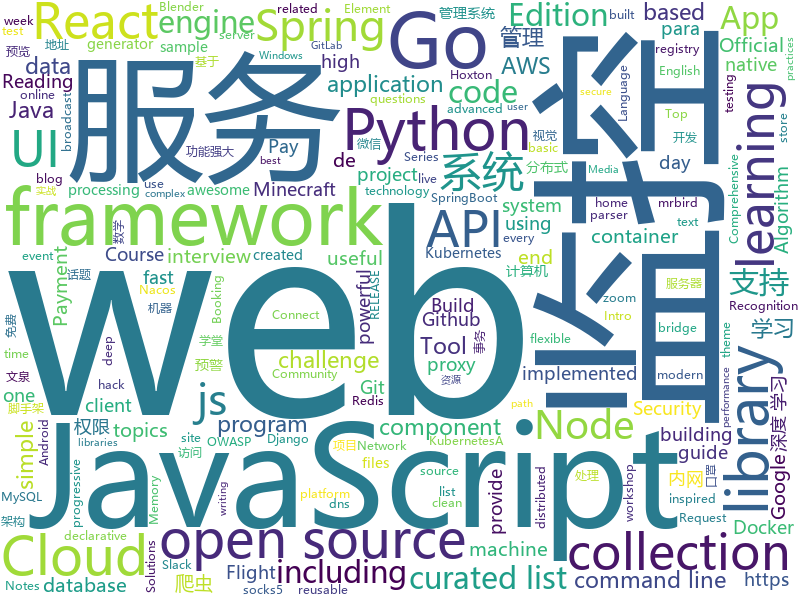 week Blender related Element 管理系统 Github GitLab
test React engine Spring Edition para based App
预览 地址 generator server sample 基于 Windows Go 管理 registry
online data 服务 high native Official
Reading application code AWS English
Java questions advanced user Hoxton Language Top testing
broadcast UI Python 开发 store
blog 功能强大 Pay 微信 Series 视觉 basic secure practices
processing awesome Minecraft de project live 分布式 Media learning
best technology SpringBoot day Comprehensive
use complex 实战 framework API system home mrbird Algorithm
event created text
数学 interview useful using parser container 支持
Course fast Kubernetes end 计算机 every
time RELEASE Booking powerful zoom Intro 服务器
话题 机器 Build flexible Recognition
Nacos Payment web Tool Github 事务 bridge theme 学习
免费 学堂 Connect challenge Git proxy implemented modern
文泉 deep 预警 Community Redis 资源 client one js Node library performance hack
脚手架 Flight program component Security
dns JavaScript building Google 深度 学习
权限 OWASP Django guide
simple site 访问 Network KubernetesA files 内网 口罩
Android libraries progressive topics path
MySQL source platform Docker
架构 Cloud open source collection database distributed
Memory declarative list workshop machine inspired
writing provide 项目 Request
Notes 爬虫 Slack reusable Solutions including curated list socks5 built clean command line 处理 https